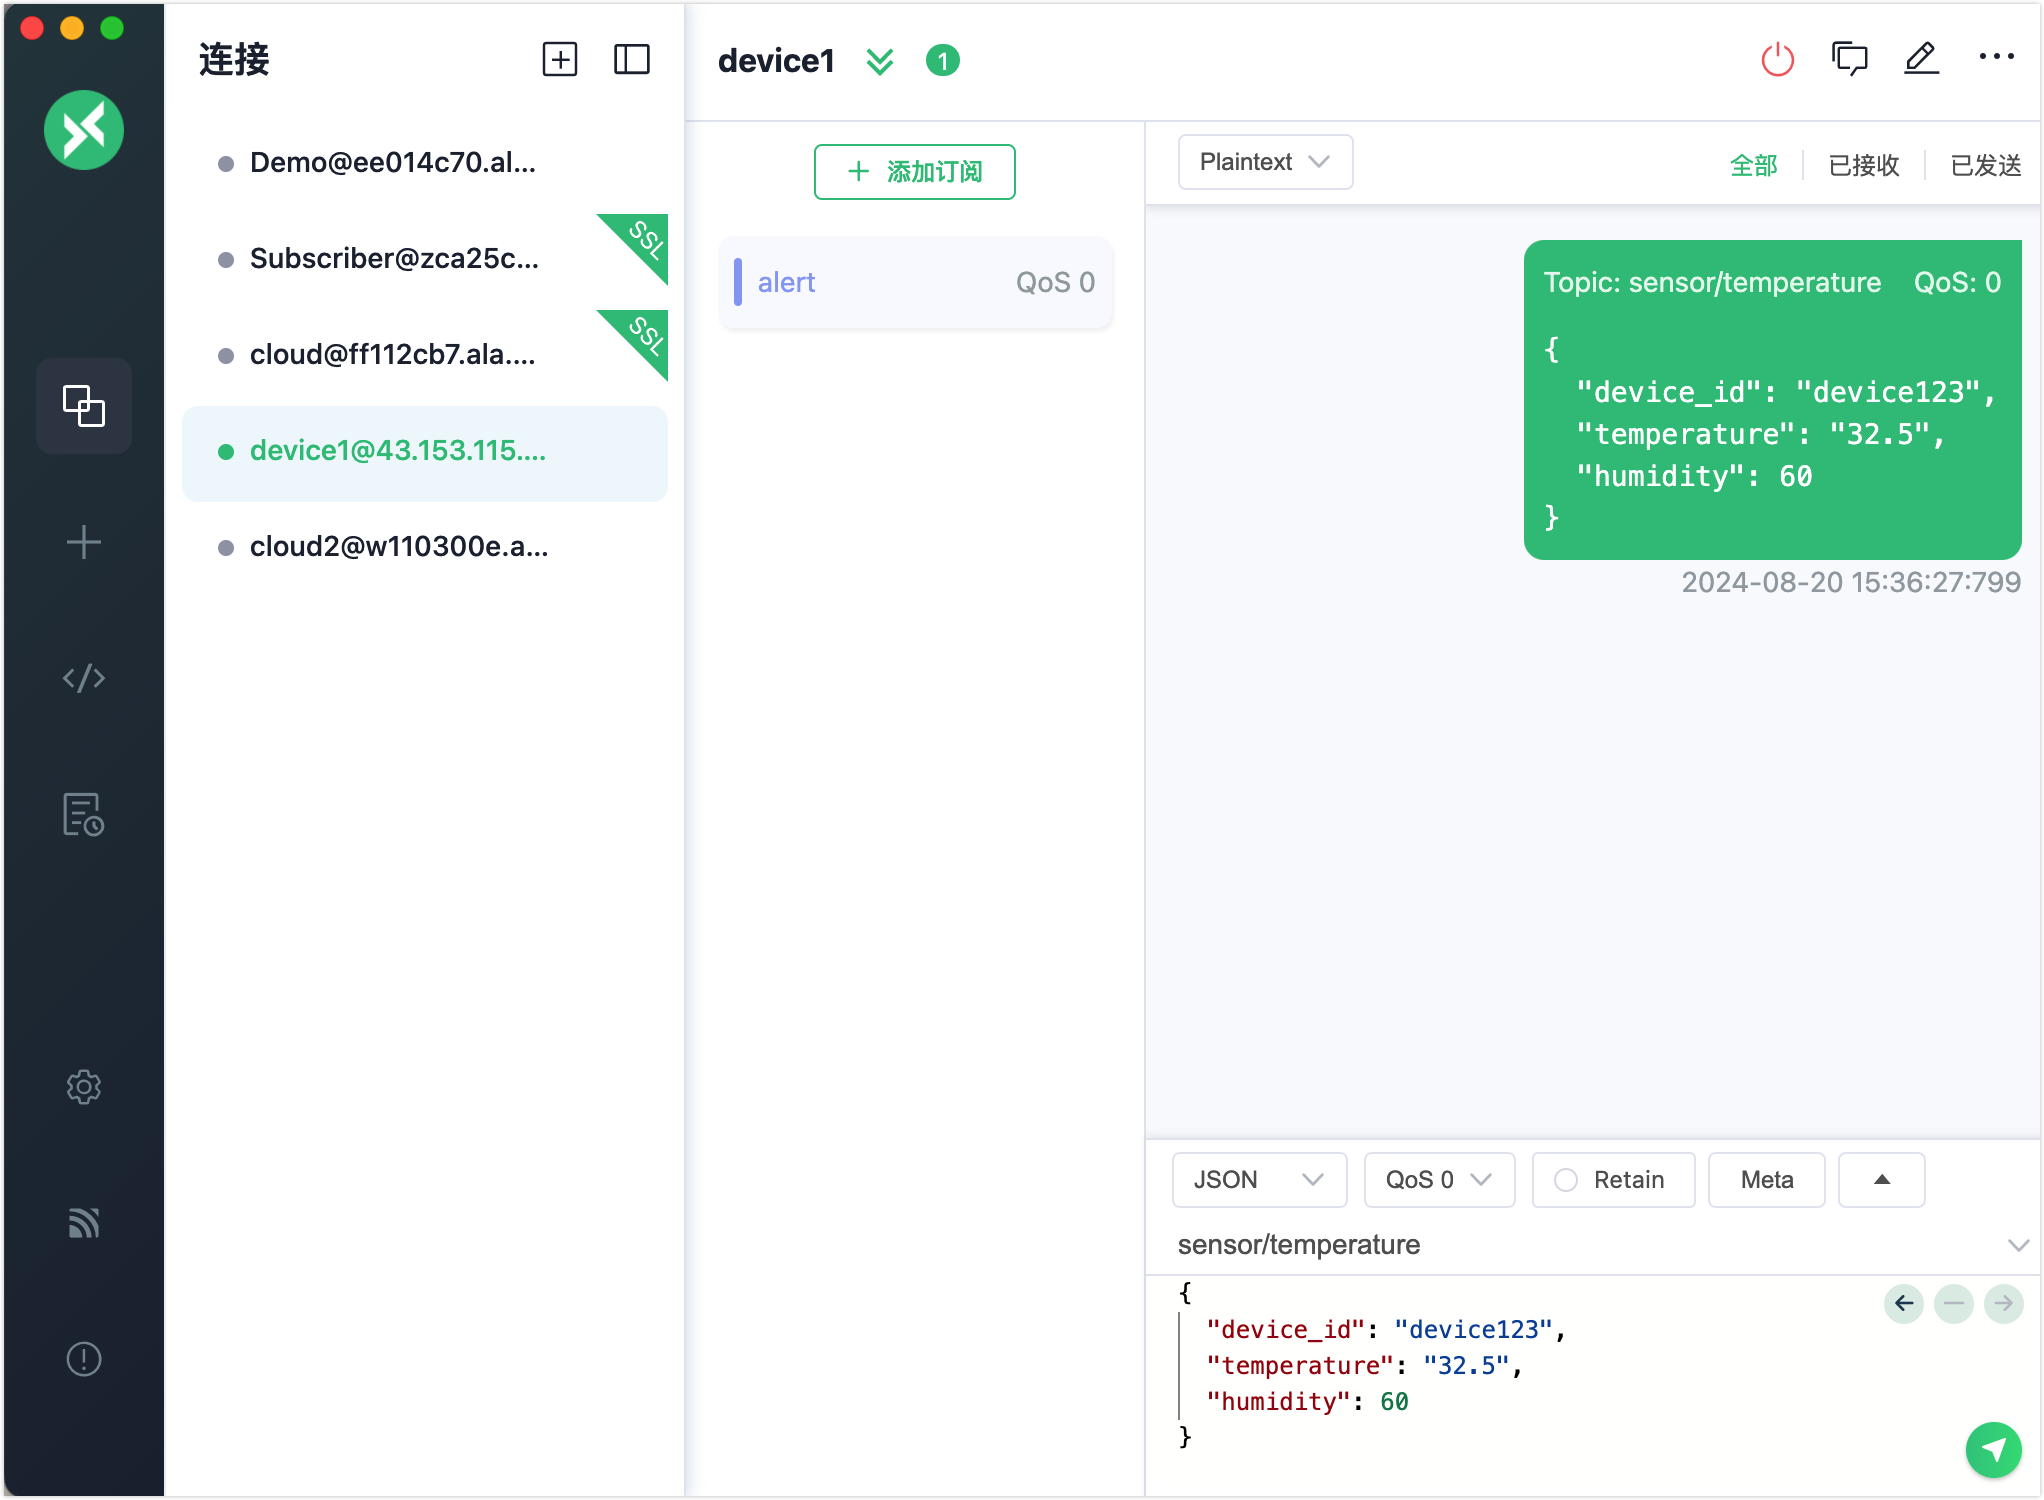 连接
Demo@ee014c70.al...
Subscriber@zca25c...
SSL
cloud@ff112cb7.ala....
SSL
device1@43.153.115....
cloud2@w110300e.a...
device1
1
添加订阅
alert
QoS 0
Plaintext
全部
已接收
已发送
Topic: sensor/temperature QoS: 0
{
"device_id": "device123",
"temperature": "32.5",
"humidity": 60
}
2024-08-20 15:36:27:799
JSON
QoS 0
Retain
Meta
sensor/temperature
{
"device_id": "device123",
"temperature": "32.5",
"humidity": 60
}